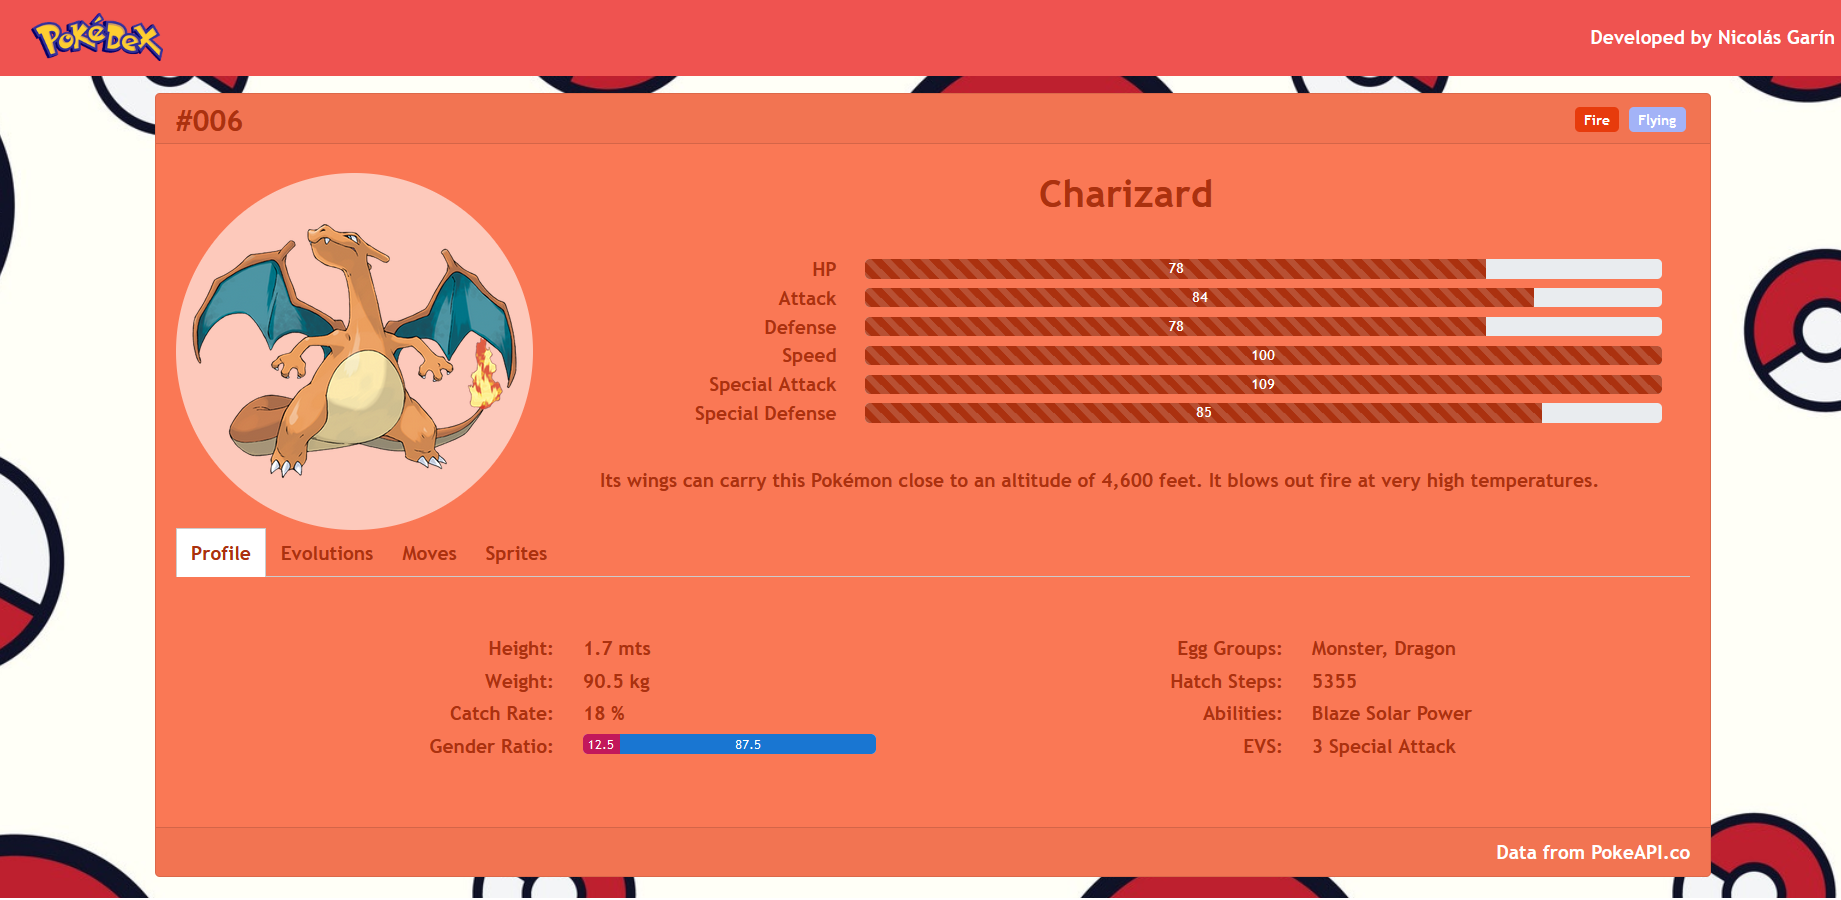 PokéDex
Developed by Nicolás Garín
#006
Fire Flying
Charizard
HP 78
Attack 84
Defense 78
Speed 100
Special Attack 109
Special Defense 85
Its wings can carry this Pokémon close to an altitude of 4,600 feet. It blows out fire at very high temperatures.
Profile Evolutions Moves Sprites
Height: 1.7 mts
Weight: 90.5 kg
Catch Rate: 18 %
Gender Ratio: 12.5 87.5
Egg Groups: Monster, Dragon
Hatch Steps: 5355
Abilities: Blaze Solar Power
EVS: 3 Special Attack
Data from PokeAPI.co